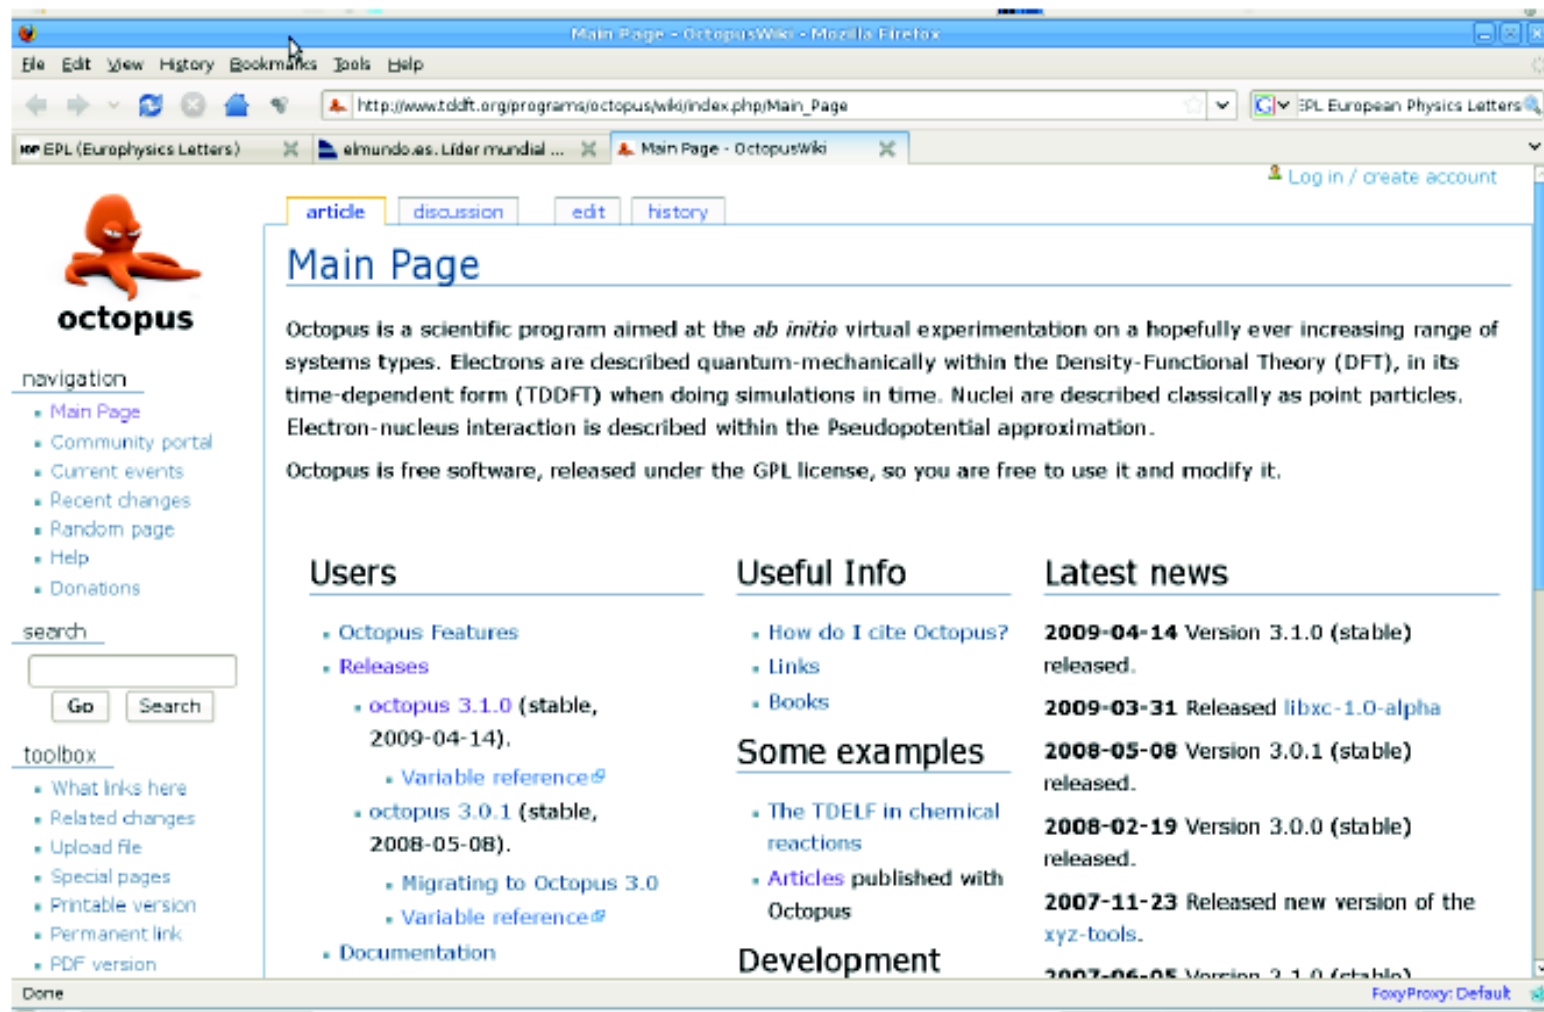 Main Page - OctopusWiki - Mozilla Firefox
File Edit View History Bookmarks Tools Help
http://www.tddft.org/programs/octopus/wiki/index.php/Main_Page
EPL European Physics Letters
IOP EPL (Europhysics Letters)
elmundo.es. Líder mundial ...
Main Page - OctopusWiki
Log in / create account
article discussion edit history
octopus
navigation
Main Page
Community portal
Current events
Recent changes
Random page
Help
Donations
search
Go Search
toolbox
What links here
Related changes
Upload file
Special pages
Printable version
Permanent link
PDF version
Main Page
Octopus is a scientific program aimed at the ab initio virtual experimentation on a hopefully ever increasing range of
systems types. Electrons are described quantum-mechanically within the Density-Functional Theory (DFT), in its
time-dependent form (TDDFT) when doing simulations in time. Nuclei are described classically as point particles.
Electron-nucleus interaction is described within the Pseudopotential approximation.
Octopus is free software, released under the GPL license, so you are free to use it and modify it.
Users
Octopus Features
Releases
octopus 3.1.0 (stable,
2009-04-14).
Variable reference
octopus 3.0.1 (stable,
2008-05-08).
Migrating to Octopus 3.0
Variable reference
Documentation
Useful Info
How do I cite Octopus?
Links
Books
Some examples
The TDELF in chemical
reactions
Articles published with
Octopus
Development
Latest news
2009-04-14 Version 3.1.0 (stable)
released.
2009-03-31 Released libxc-1.0-alpha
2008-05-08 Version 3.0.1 (stable)
released.
2008-02-19 Version 3.0.0 (stable)
released.
2007-11-23 Released new version of the
xyz-tools.
2007-06-05 Version 2.1.0 (stable)
Done
FoxyProxy: Default